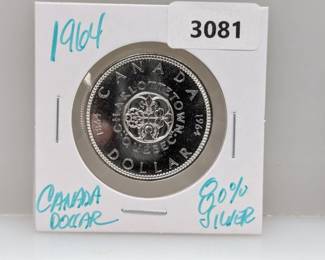 1964
3081
CANADA
CHARLOTTETOWN
1864
1964
QUEBEC
DOLLAR
CANADA
DOLLAR
80%
SILVER